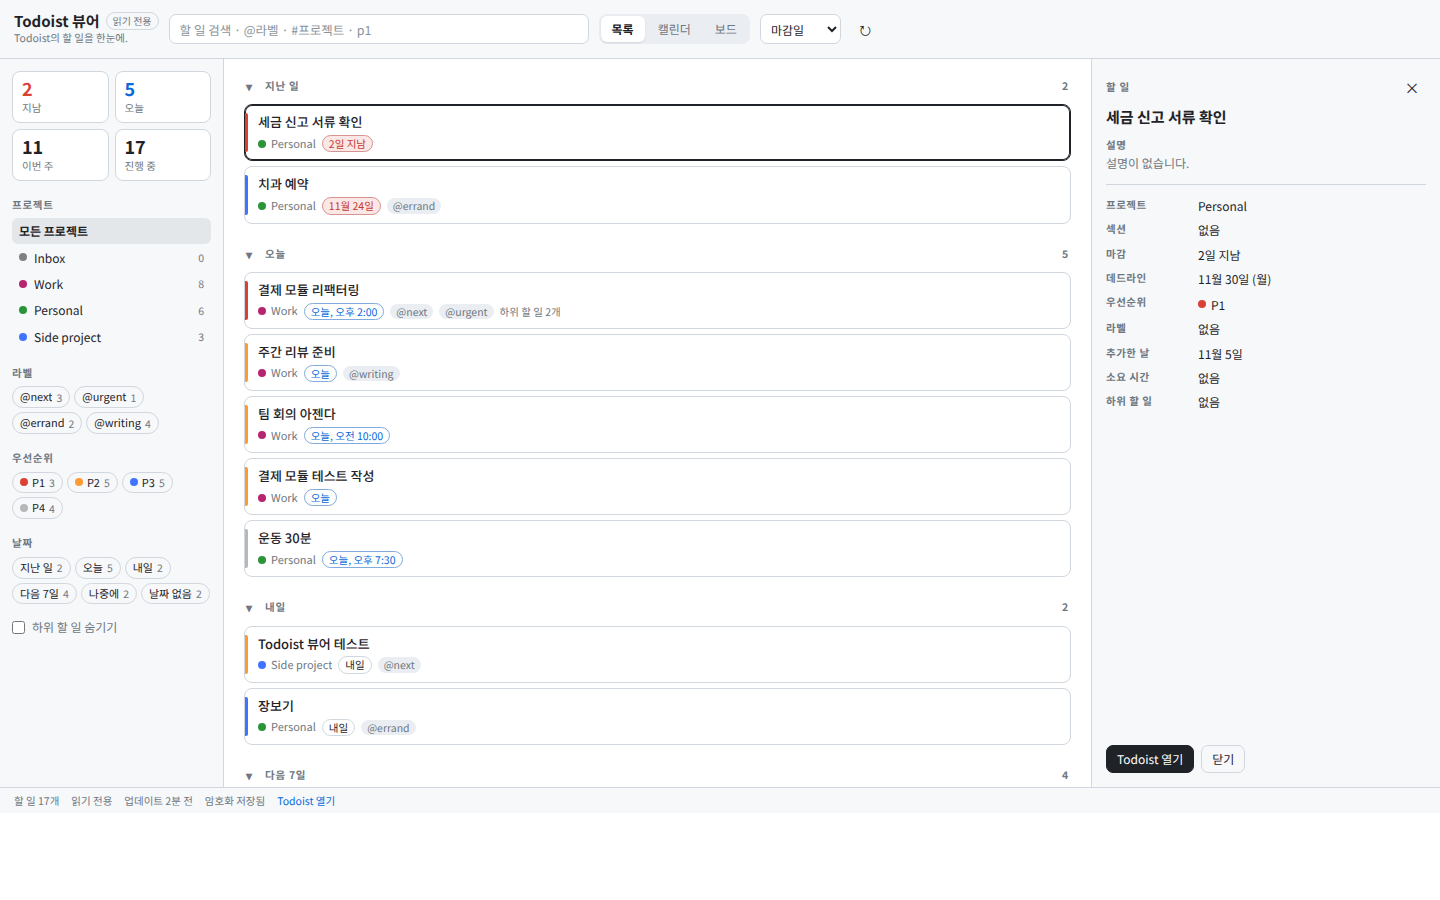 Todoist 뷰어 읽기 전용
Todoist의 할 일을 한눈에.
할 일 검색 · @라벨 · #프로젝트 · p1
목록 캘린더 보드
마감일
2
지남
5
오늘
11
이번 주
17
진행 중
프로젝트
모든 프로젝트
Inbox 0
Work 8
Personal 6
Side project 3
라벨
@next 3 @urgent 1
@errand 2 @writing 4
우선순위
P1 3 P2 5 P3 5
P4 4
날짜
지난 일 2 오늘 5 내일 2
다음 7일 4 나중에 2 날짜 없음 2
하위 할 일 숨기기
지난 일 2
세금 신고 서류 확인
Personal 2일 지남
치과 예약
Personal 11월 24일 @errand
오늘 5
결제 모듈 리팩터링
Work 오늘, 오후 2:00 @next @urgent 하위 할 일 2개
주간 리뷰 준비
Work 오늘 @writing
팀 회의 아젠다
Work 오늘, 오전 10:00
결제 모듈 테스트 작성
Work 오늘
운동 30분
Personal 오늘, 오후 7:30
내일 2
Todoist 뷰어 테스트
Side project 내일 @next
장보기
Personal 내일 @errand
다음 7일 4
할 일
세금 신고 서류 확인
설명
설명이 없습니다.
프로젝트 Personal
섹션 없음
마감 2일 지남
데드라인 11월 30일 (월)
우선순위 P1
라벨 없음
추가한 날 11월 5일
소요 시간 없음
하위 할 일 없음
Todoist 열기 닫기
할 일 17개 읽기 전용 업데이트 2분 전 암호화 저장됨 Todoist 열기